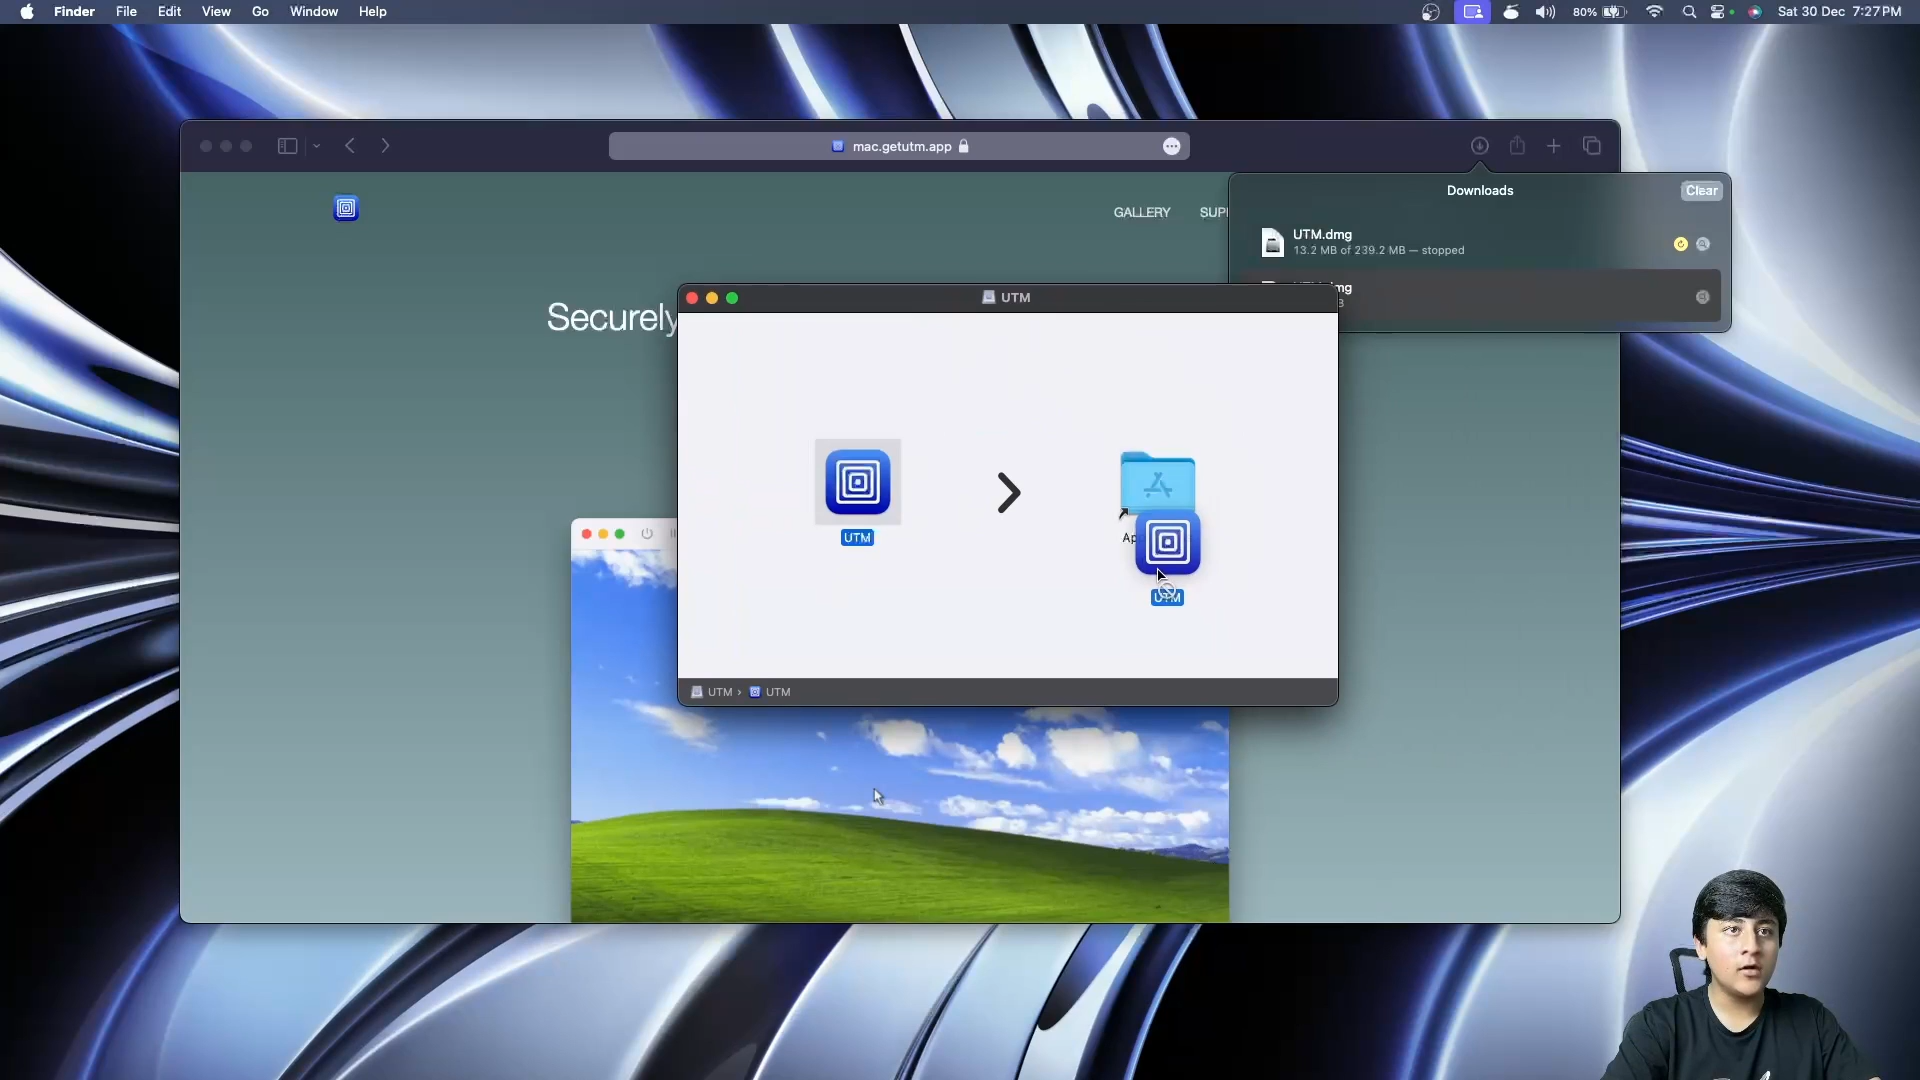 Finder File Edit View Go Window Help 80% Sat 30 Dec 7:27 PM
mac.getutm.app
Downloads Clear
GALLERY
UTM.dmg
13.2 MB of 239.2 MB — stopped
UTM
Securely
UTM
UTM
UTM › UTM